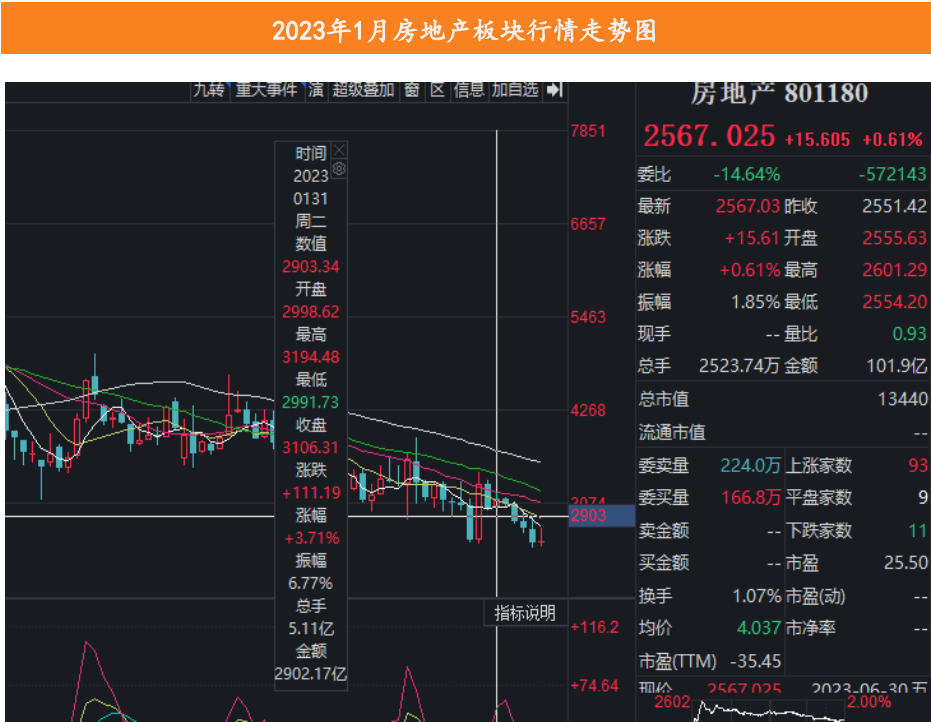 2023年1月房地产板块行情走势图
九转 重大事件 演 超级叠加 窗 区 信息 加自选
房地产 801180
7851
2567.025 +15.605 +0.61%
时间
2023
0131
周二
数值
2903.34
开盘
2998.62
最高
3194.48
最低
2991.73
收盘
3106.31
涨跌
+111.19
涨幅
+3.71%
振幅
6.77%
总手
5.11亿
金额
2902.17亿
6657
5463
4268
3074
2903
指标说明
+116.2
+74.64
委比 -14.64% -572143
最新 2567.03 昨收 2551.42
涨跌 +15.61 开盘 2555.63
涨幅 +0.61% 最高 2601.29
振幅 1.85% 最低 2554.20
现手 -- 量比 0.93
总手 2523.74万 金额 101.9亿
总市值 13440
流通市值 --
委卖量 224.0万 上涨家数 93
委买量 166.8万 平盘家数 9
卖金额 -- 下跌家数 11
买金额 -- 市盈 25.50
换手 1.07% 市盈(动) --
均价 4.037 市净率 --
市盈(TTM) -35.45
现价 2567.025 2023-06-30 五
2602 2.00%